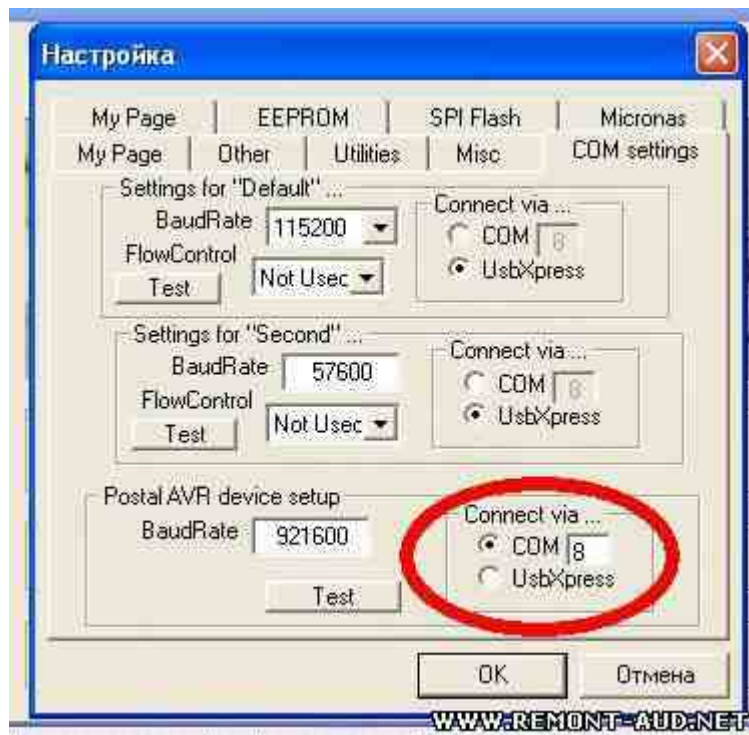 Настройка
My Page EEPROM SPI Flash Micronas
My Page Other Utilities Misc COM settings
Settings for "Default" ...
BaudRate 115200
FlowControl Not Usec
Test
Connect via ...
COM 8
UsbXpress
Settings for "Second" ...
BaudRate 57600
FlowControl Not Usec
Test
Connect via ...
COM 8
UsbXpress
Postal AVR device setup
BaudRate 921600
Test
Connect via ...
COM 8
UsbXpress
OK Отмена
WWW.REMONT-AUD.NET